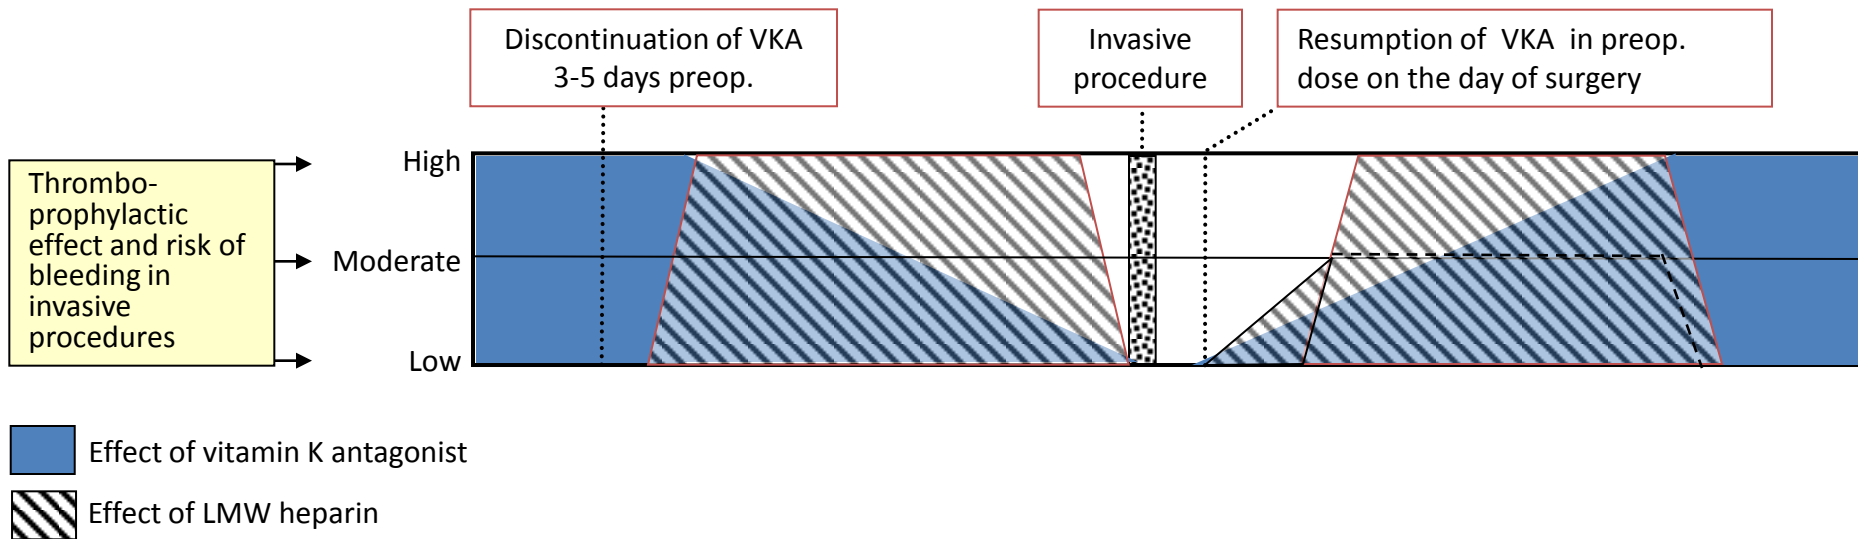 Discontinuation of VKA
3-5 days preop.
Invasive
procedure
Resumption of VKA in preop.
dose on the day of surgery
Thrombo-
prophylactic
effect and risk of
bleeding in
invasive
procedures
High
Moderate
Low
Effect of vitamin K antagonist
Effect of LMW heparin